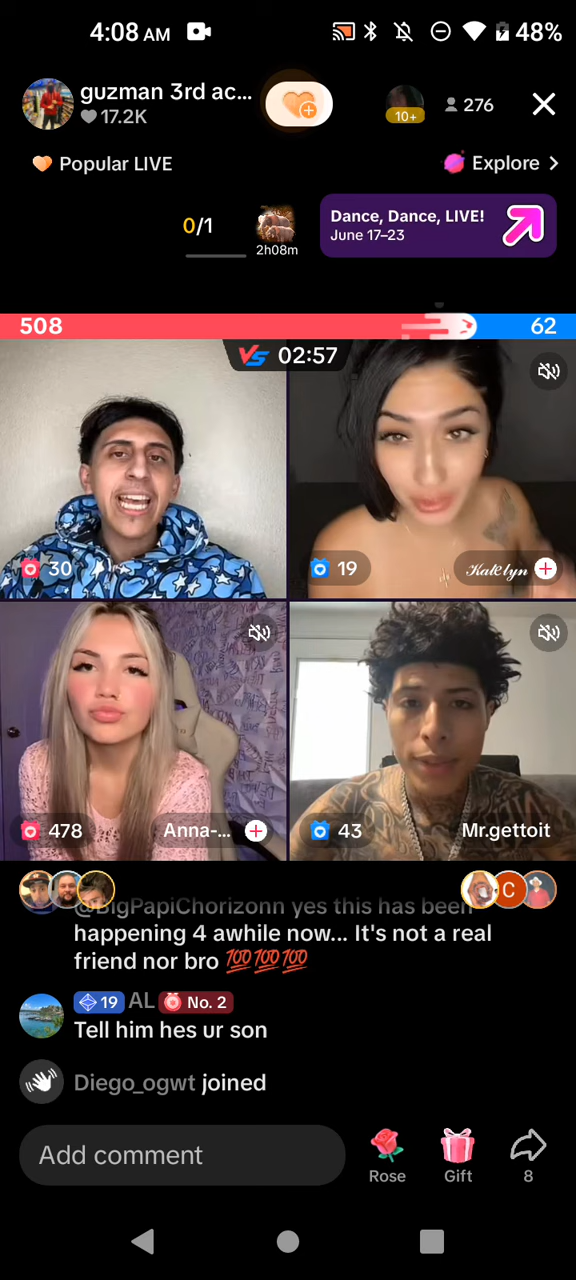 4:08 AM
48%
guzman 3rd ac...
17.2K
10+
276
Popular LIVE
Explore >
0/1
2h08m
Dance, Dance, LIVE!
June 17–23
508
62
VS 02:57
30
19
𝒦𝒶𝓉ℯ𝓁𝓎𝓃
478
Anna-...
43
Mr.gettoit
C
@BigPapiChorizonn yes this has been
happening 4 awhile now... It's not a real
friend nor bro 💯💯💯
19 AL No. 2
Tell him hes ur son
Diego_ogwt joined
Add comment
Rose
Gift
8